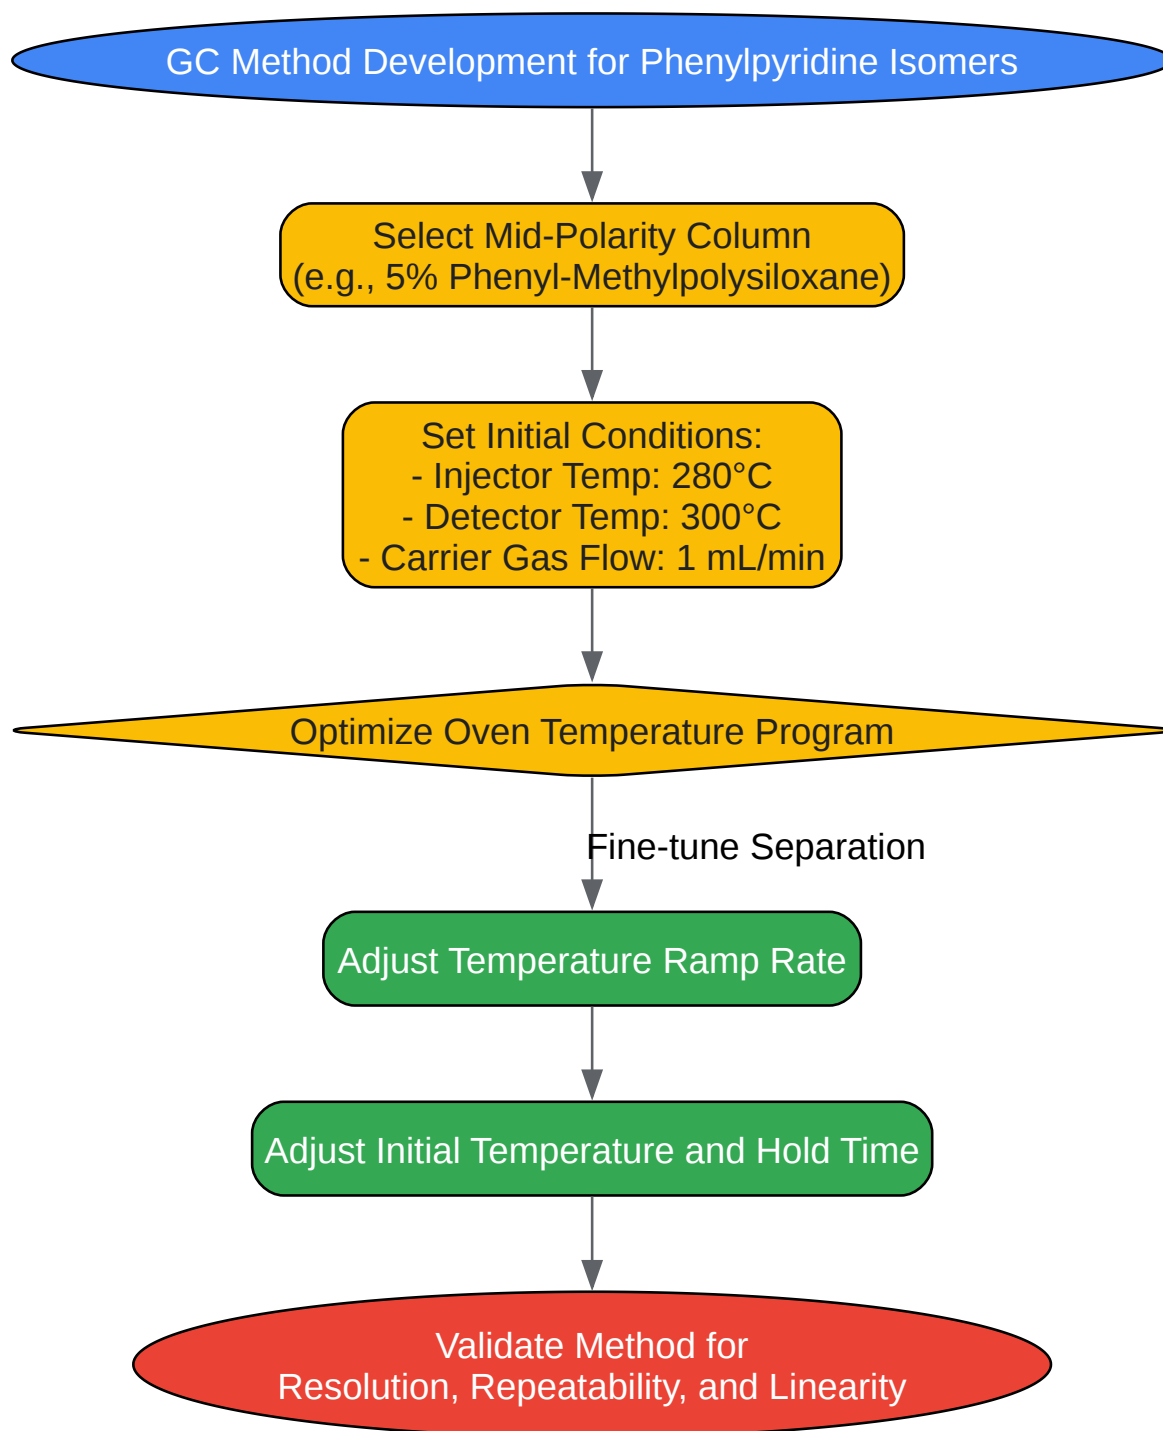 GC Method Development for Phenylpyridine Isomers
Select Mid-Polarity Column
(e.g., 5% Phenyl-Methylpolysiloxane)
Set Initial Conditions:
- Injector Temp: 280°C
- Detector Temp: 300°C
- Carrier Gas Flow: 1 mL/min
Optimize Oven Temperature Program
Fine-tune Separation
Adjust Temperature Ramp Rate
Adjust Initial Temperature and Hold Time
Validate Method for
Resolution, Repeatability, and Linearity